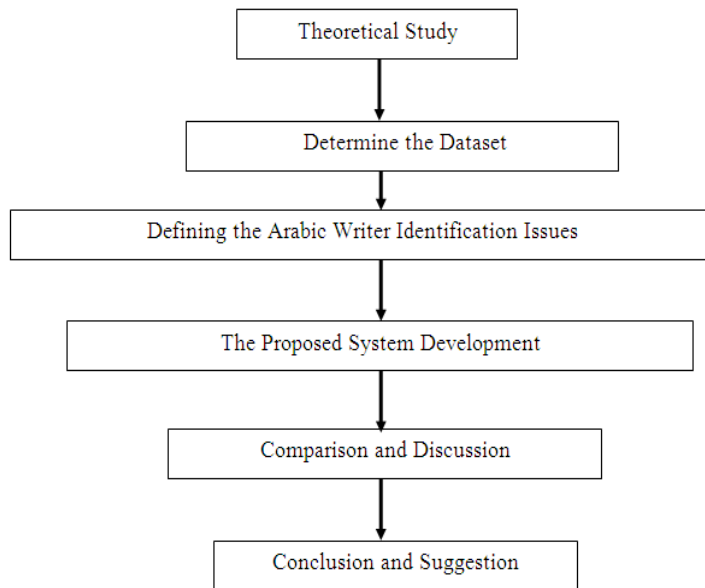 Theoretical Study
Determine the Dataset
Defining the Arabic Writer Identification Issues
The Proposed System Development
Comparison and Discussion
Conclusion and Suggestion